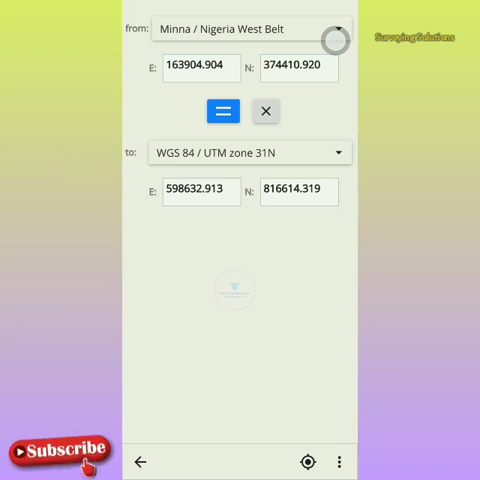 from: Minna / Nigeria West Belt
SurveyingSolutions
E: 163904.904 N: 374410.920
to: WGS 84 / UTM zone 31N
E: 598632.913 N: 816614.319
Subscribe